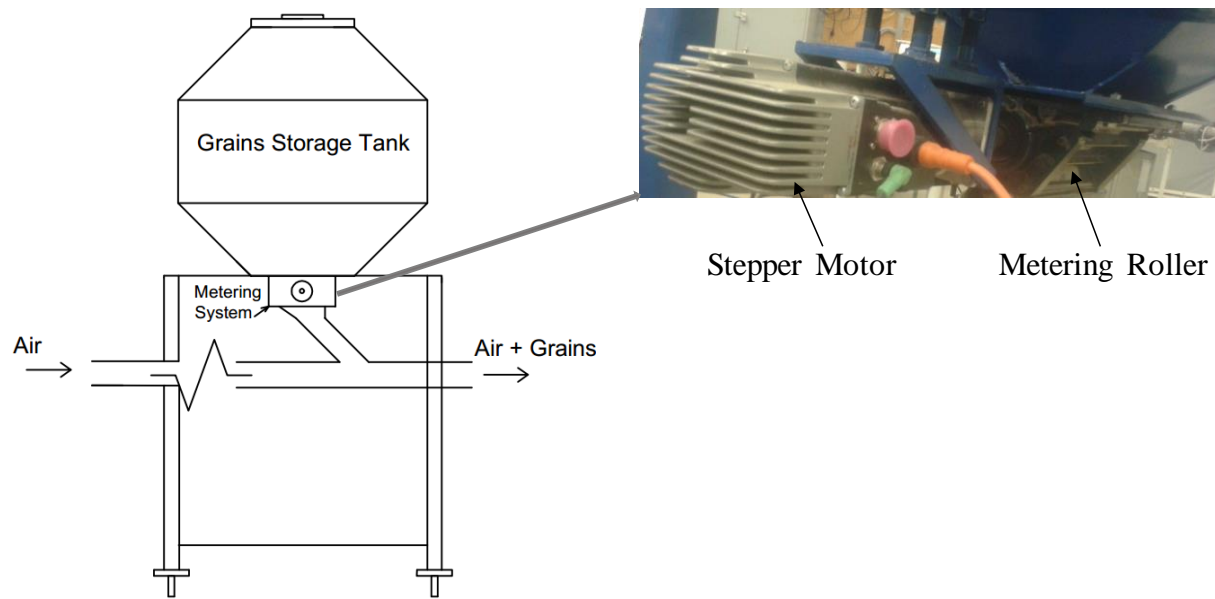 Grains Storage Tank
Metering
System
Air
Air + Grains
Stepper Motor
Metering Roller